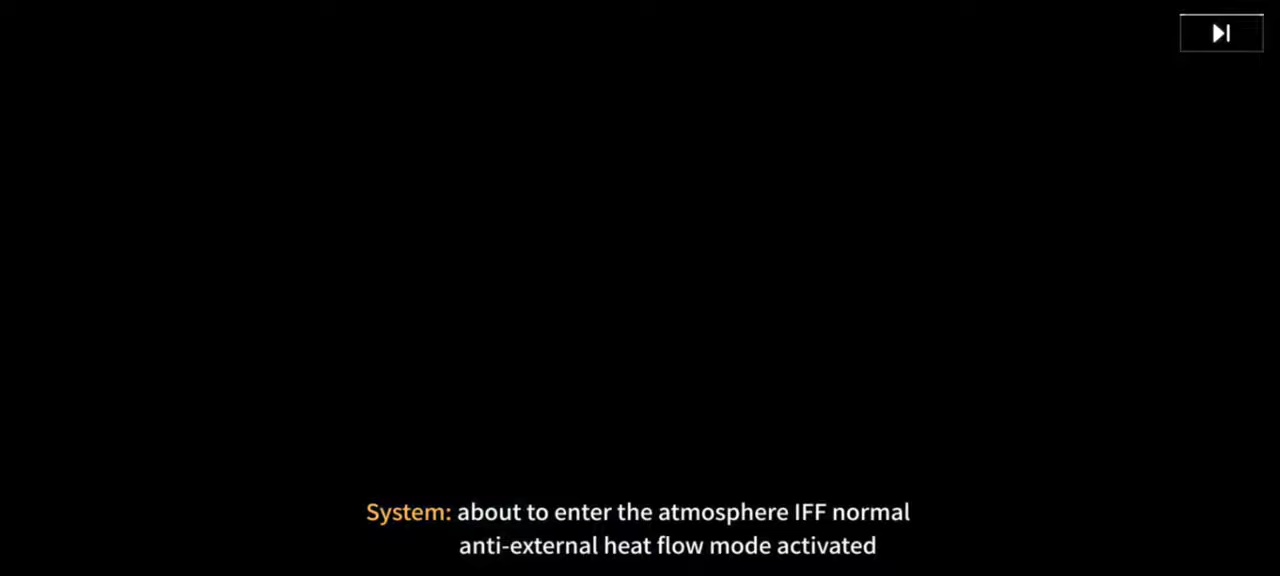 System: about to enter the atmosphere IFF normal
anti-external heat flow mode activated